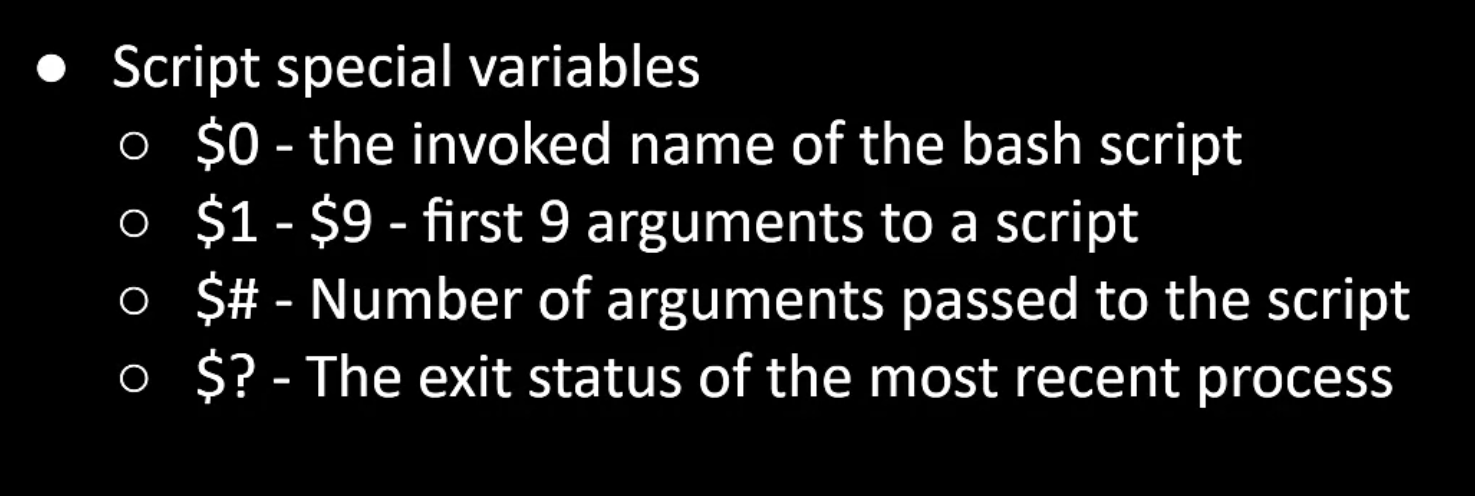 ● Script special variables
○ $0 - the invoked name of the bash script
○ $1 - $9 - first 9 arguments to a script
○ $# - Number of arguments passed to the script
○ $? - The exit status of the most recent process